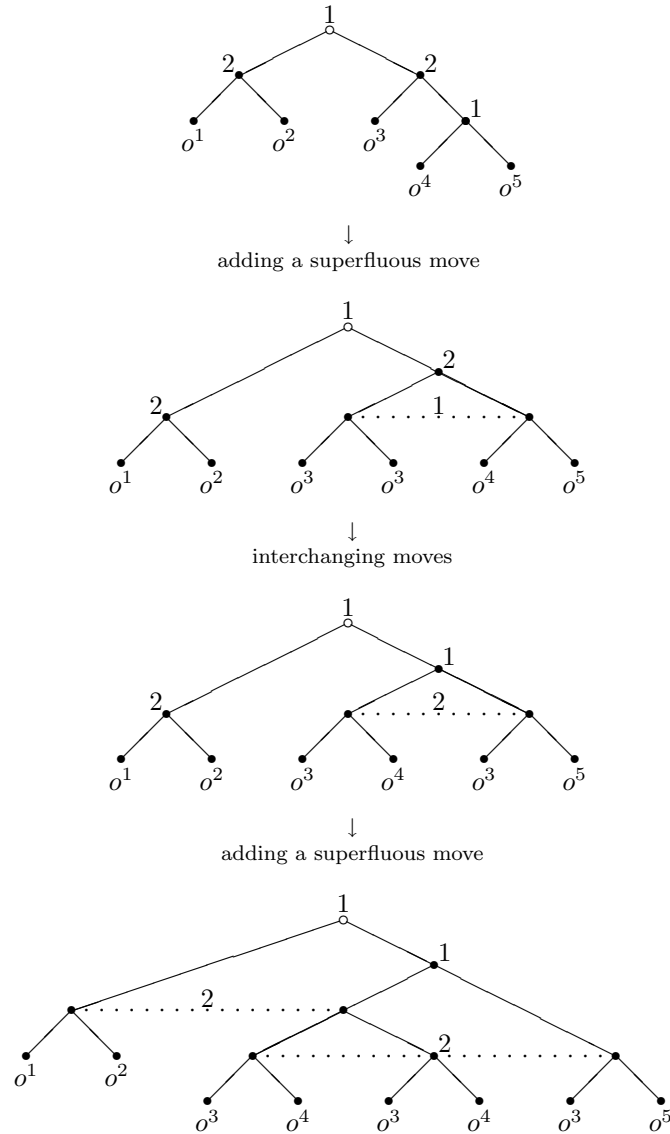 1
2 2
1
o¹ o² o³
o⁴ o⁵
↓
adding a superfluous move
1
2
2 1
o¹ o² o³ o³ o⁴ o⁵
↓
interchanging moves
1
1
2 2
o¹ o² o³ o⁴ o³ o⁵
↓
adding a superfluous move
1
1
2
2
o¹ o²
o³ o⁴ o³ o⁴ o³ o⁵